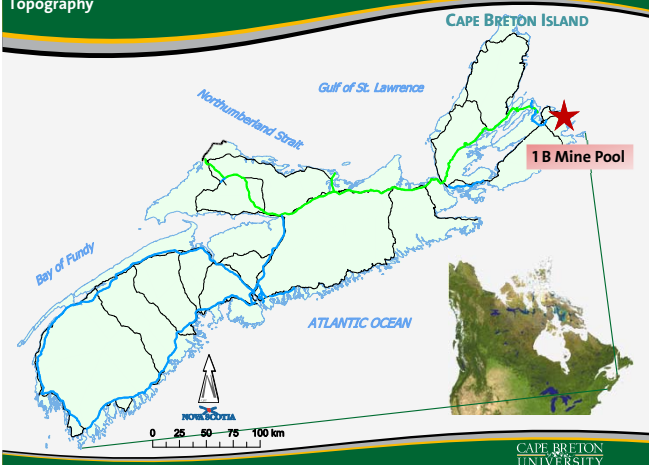 Topography
CAPE BRETON ISLAND
Gulf of St. Lawrence
Northumberland Strait
1B Mine Pool
Bay of Fundy
ATLANTIC OCEAN
N
NOVA SCOTIA
0 25 50 75 100 km
CAPE BRETON
UNIVERSITY